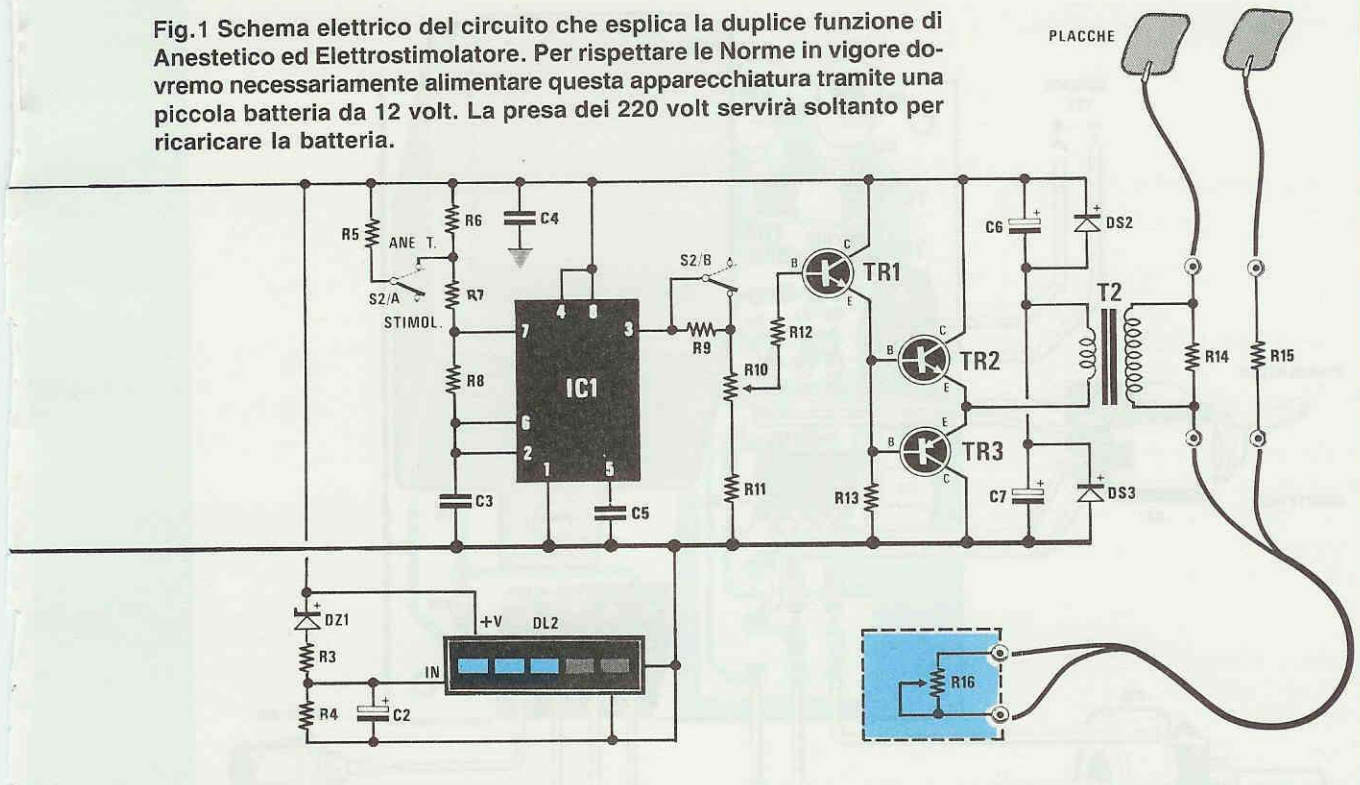 Fig.1 Schema elettrico del circuito che esplica la duplice funzione di
Anestetico ed Elettrostimolatore. Per rispettare le Norme in vigore do-
vremo necessariamente alimentare questa apparecchiatura tramite una
piccola batteria da 12 volt. La presa dei 220 volt servirà soltanto per
ricaricare la batteria.
PLACCHE
R5
ANE T.
S2/A
STIMOL.
R6
R7
R8
C3
C4
4
8
7
3
6
2
1
5
IC1
C5
S2/B
R9
R10
R11
R12
B
C
E
TR1
B
C
E
TR2
B
E
C
TR3
R13
C6
+
DS2
+
C7
+
DS3
+
T2
R14
R15
DZ1
+
R3
R4
C2
+
+V
DL2
IN
R16